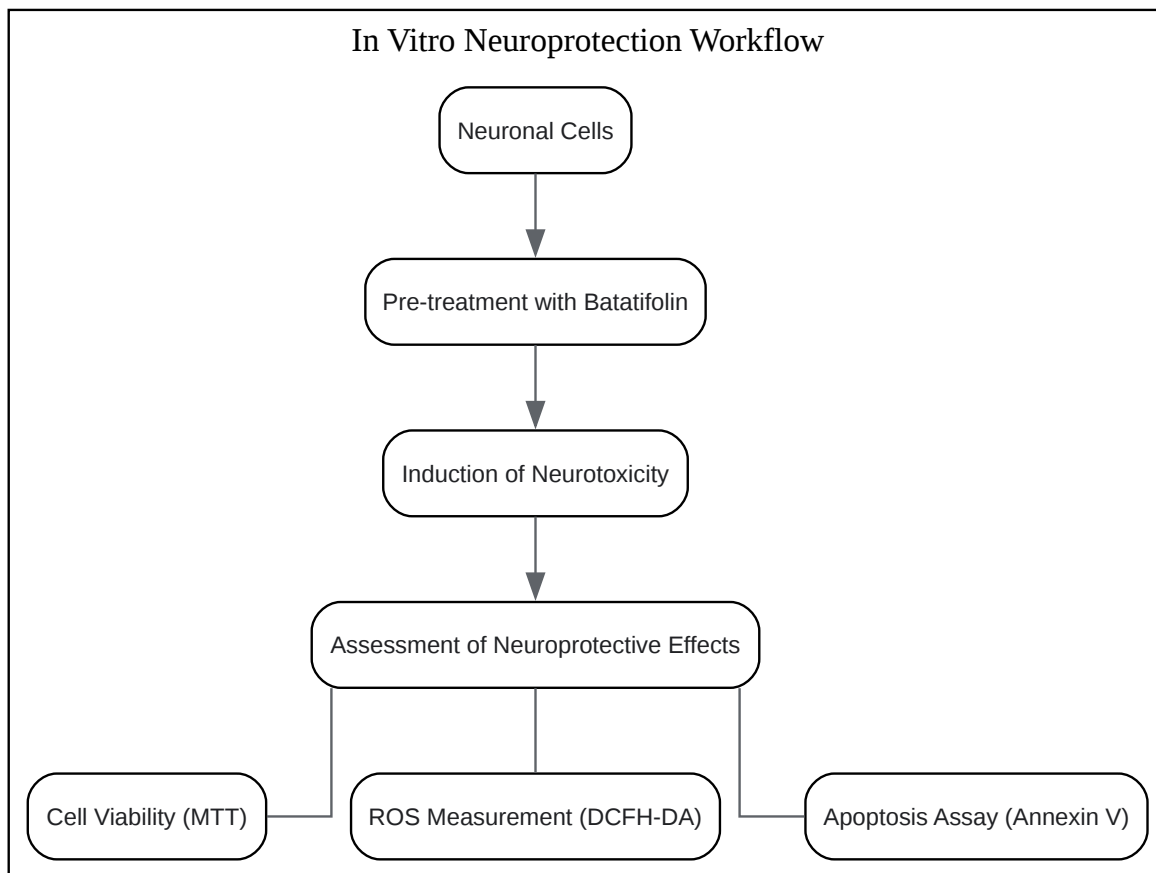 In Vitro Neuroprotection Workflow
Neuronal Cells
Pre-treatment with Batatifolin
Induction of Neurotoxicity
Assessment of Neuroprotective Effects
Cell Viability (MTT)
ROS Measurement (DCFH-DA)
Apoptosis Assay (Annexin V)